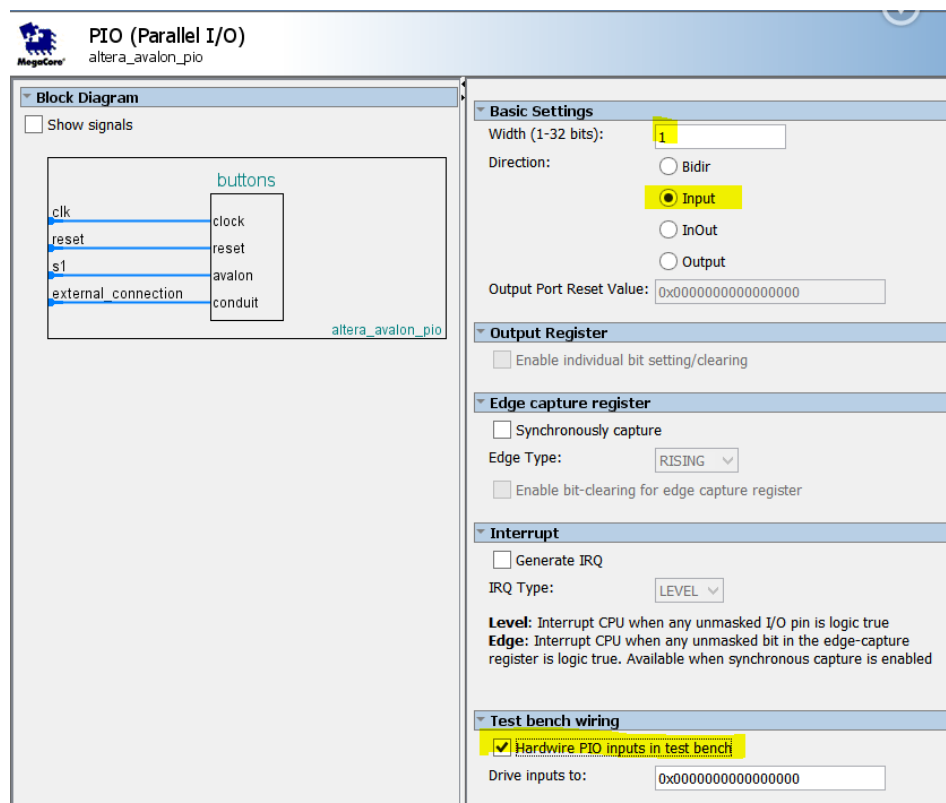 PIO (Parallel I/O)
MegaCore®
altera_avalon_pio
Block Diagram
Show signals
buttons
clk
clock
reset
reset
s1
avalon
external_connection
conduit
altera_avalon_pio
Basic Settings
Width (1-32 bits):
1
Direction:
Bidir
Input
InOut
Output
Output Port Reset Value:
0x0000000000000000
Output Register
Enable individual bit setting/clearing
Edge capture register
Synchronously capture
Edge Type:
RISING
Enable bit-clearing for edge capture register
Interrupt
Generate IRQ
IRQ Type:
LEVEL
Level: Interrupt CPU when any unmasked I/O pin is logic true
Edge: Interrupt CPU when any unmasked bit in the edge-capture
register is logic true. Available when synchronous capture is enabled
Test bench wiring
Hardwire PIO inputs in test bench
Drive inputs to:
0x0000000000000000